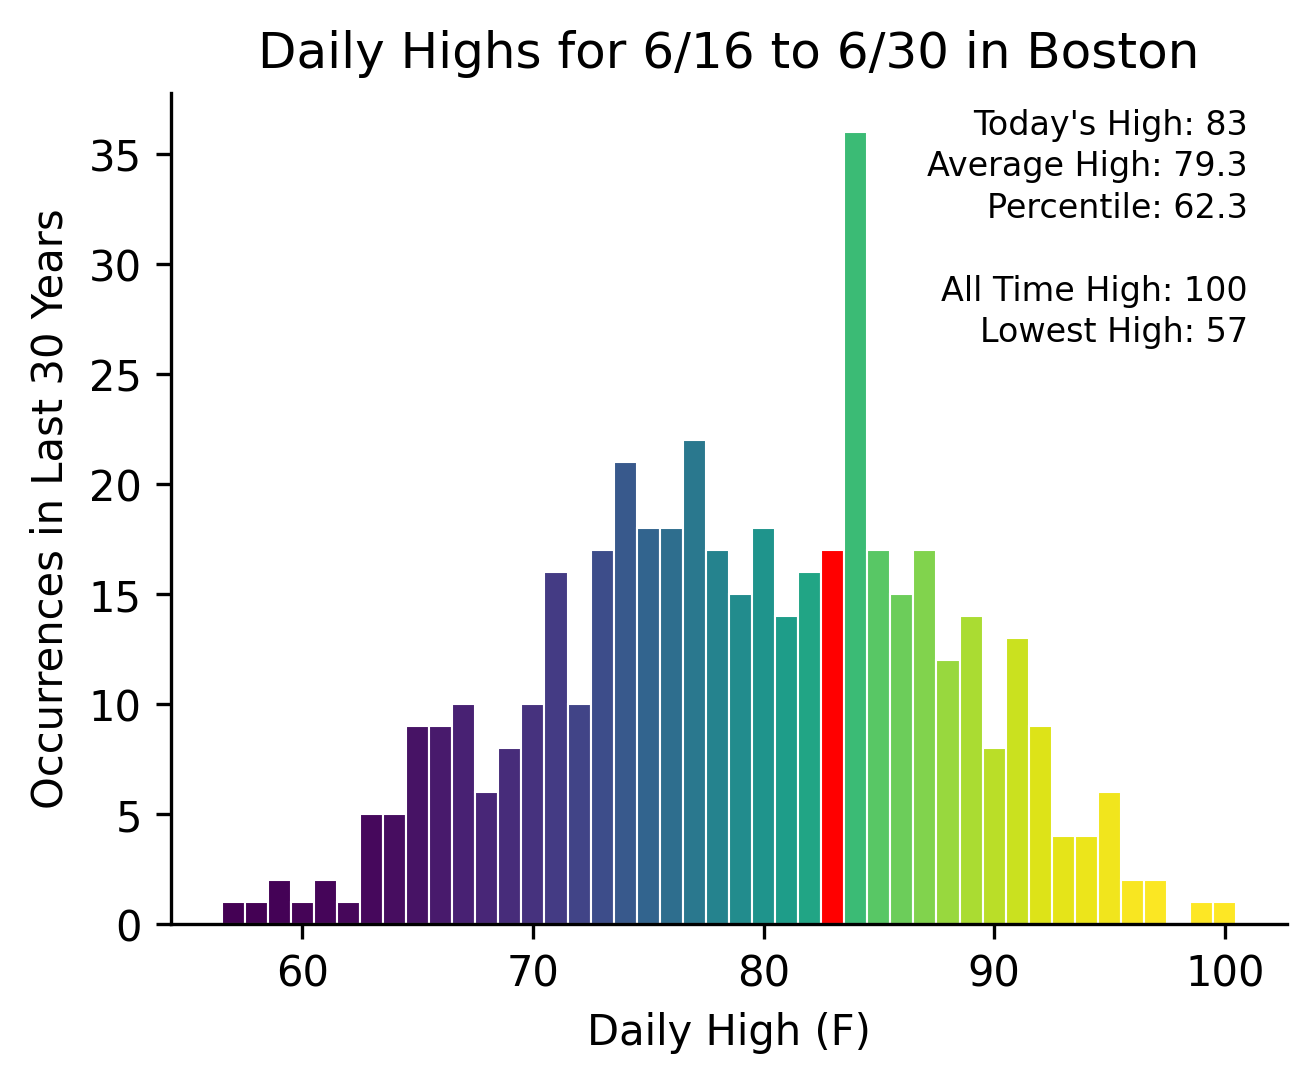 Daily Highs for 6/16 to 6/30 in Boston
Today's High: 83
Average High: 79.3
Percentile: 62.3
All Time High: 100
Lowest High: 57
Occurrences in Last 30 Years
35
30
25
20
15
10
5
0
60 70 80 90 100
Daily High (F)